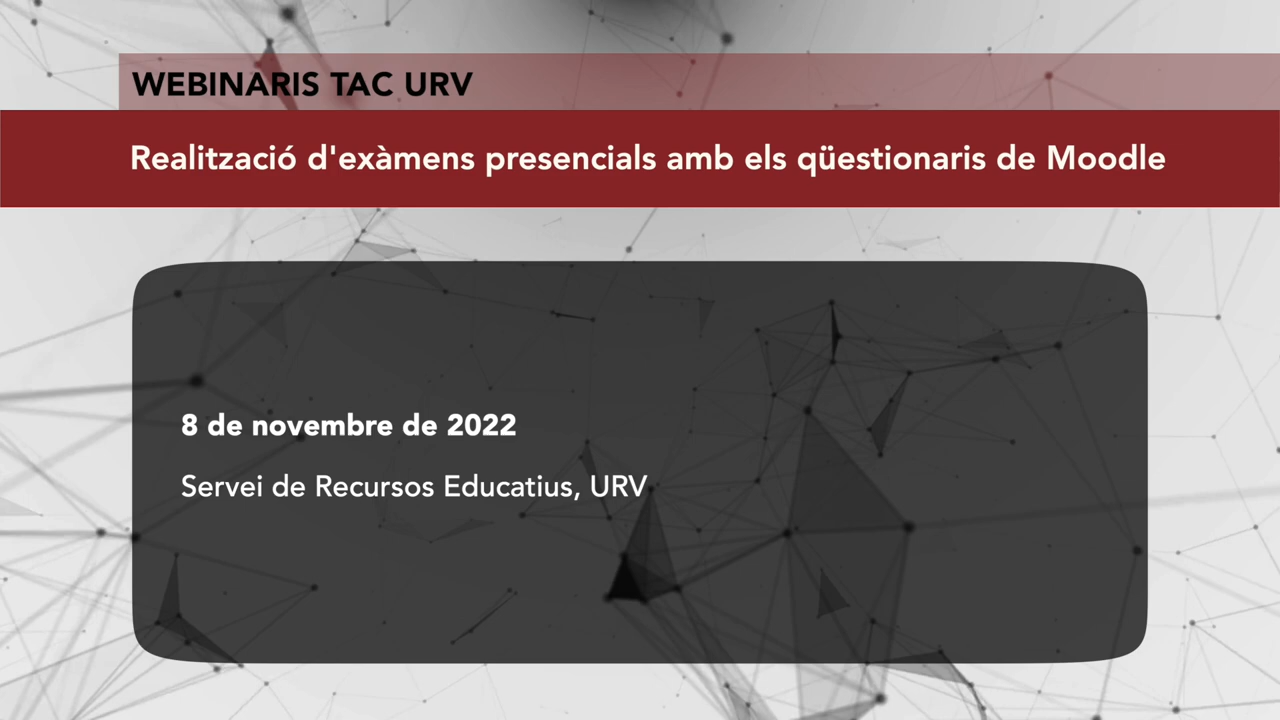 WEBINARIS TAC URV
Realització d'exàmens presencials amb els qüestionaris de Moodle
8 de novembre de 2022
Servei de Recursos Educatius, URV